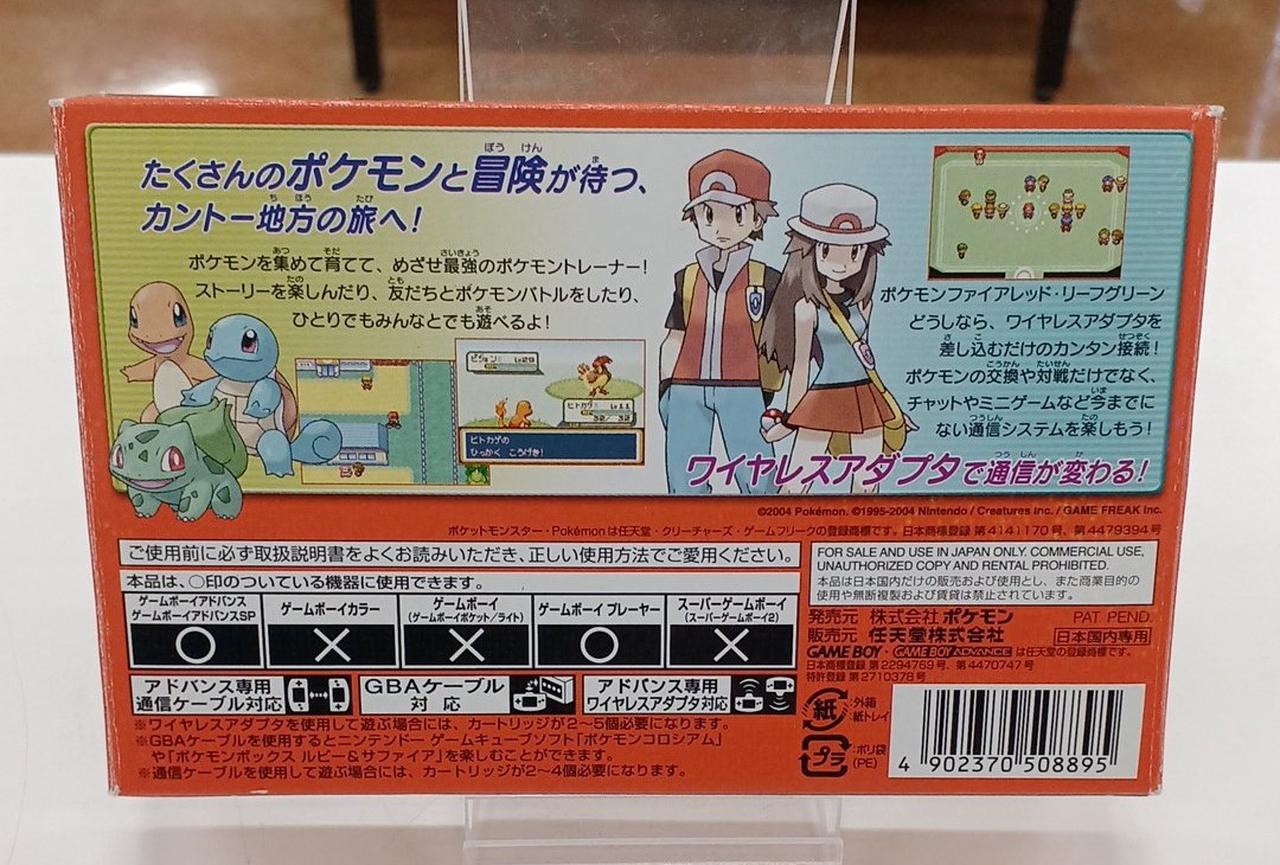 たくさんのポケモンと冒険が待つ、
カントー地方の旅へ!
ポケモンを集めて育てて、めざせ最強のポケモントレーナー!
ストーリーを楽しんだり、友だちとポケモンバトルをしたり、
ひとりでもみんなとでも遊べるよ!
ピジョン Lv29
ヒトカゲ Lv11
32/32
ヒトカゲの
ひっかく こうげき!
ポケモンファイアレッド・リーフグリーン
どうしなら、ワイヤレスアダプタを
差し込むだけのカンタン接続!
ポケモンの交換や対戦だけでなく、
チャットやミニゲームなど今までに
ない通信システムを楽しもう!
ワイヤレスアダプタで通信が変わる!
©2004 Pokémon. ©1995-2004 Nintendo / Creatures inc. / GAME FREAK inc.
ポケットモンスター・Pokémonは任天堂・クリーチャーズ・ゲームフリークの登録商標です。日本商標登録 第4141170号、第4479394号
ご使用前に必ず取扱説明書をよくお読みいただき、正しい使用方法でご愛用ください。
本品は、○印のついている機器に使用できます。
ゲームボーイアドバンス
ゲームボーイアドバンスSP
○
ゲームボーイカラー
×
ゲームボーイ
(ゲームボーイポケット/ライト)
×
ゲームボーイ プレーヤー
○
スーパーゲームボーイ
(スーパーゲームボーイ2)
×
アドバンス専用
通信ケーブル対応
GBAケーブル
対 応
アドバンス専用
ワイヤレスアダプタ対応
※ワイヤレスアダプタを使用して遊ぶ場合には、カートリッジが2〜5個必要になります。
※GBAケーブルを使用するとニンテンドー ゲームキューブソフト「ポケモンコロシアム」
や「ポケモンボックス ルビー&サファイア」を楽しむことができます。
※通信ケーブルを使用して遊ぶ場合には、カートリッジが2〜4個必要になります。
FOR SALE AND USE IN JAPAN ONLY. COMMERCIAL USE,
UNAUTHORIZED COPY AND RENTAL PROHIBITED.
本品は日本国内だけの販売および使用とし、また商業目的の
使用や無断複製および賃貸は禁止されています。
発売元 株式会社 ポケモン PAT. PEND.
販売元 任天堂株式会社 日本国内専用
GAME BOY・GAME BOY ADVANCE は任天堂の登録商標です。
日本商標登録 第2294769号、第4470747号
特許登録 第2710378号
紙 :外箱
:紙トレイ
プラ :ポリ袋
(PE)
4 902370 508895